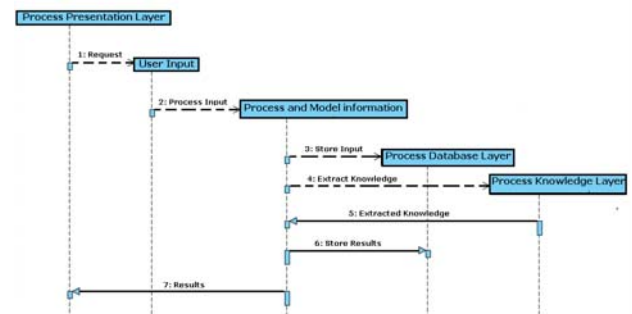 Process Presentation Layer
1: Request
User Input
2: Process Input
Process and Model information
3: Store Input
Process Database Layer
4: Extract Knowledge
Process Knowledge Layer
5: Extracted Knowledge
6: Store Results
7: Results